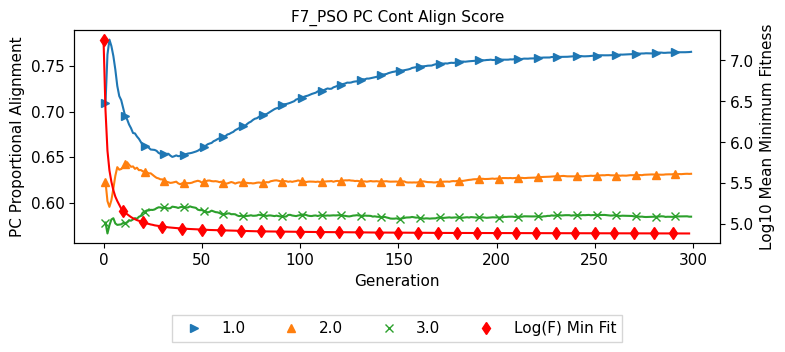 F7_PSO PC Cont Align Score
PC Proportional Alignment
0.75
0.70
0.65
0.60
7.0
6.5
6.0
5.5
5.0
Log10 Mean Minimum Fitness
0 50 100 150 200 250 300
Generation
1.0 2.0 3.0 Log(F) Min Fit